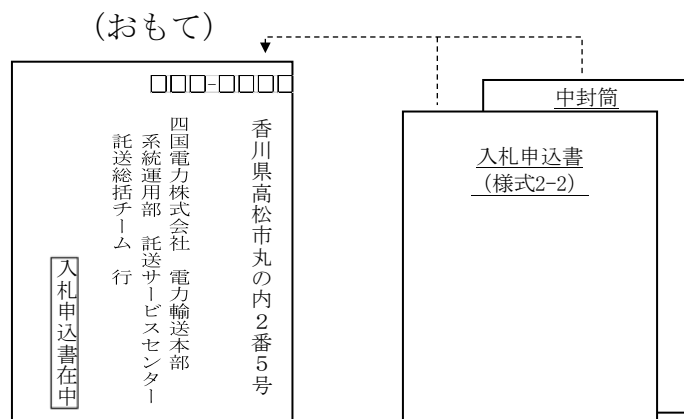 (おもて)
□□□-□□□□
香川県高松市丸の内2番5号
四国電力株式会社 電力輸送本部
系統運用部 託送サービスセンター
託送総括チーム 行
入札申込書在中
中封筒
入札申込書
(様式2-2)